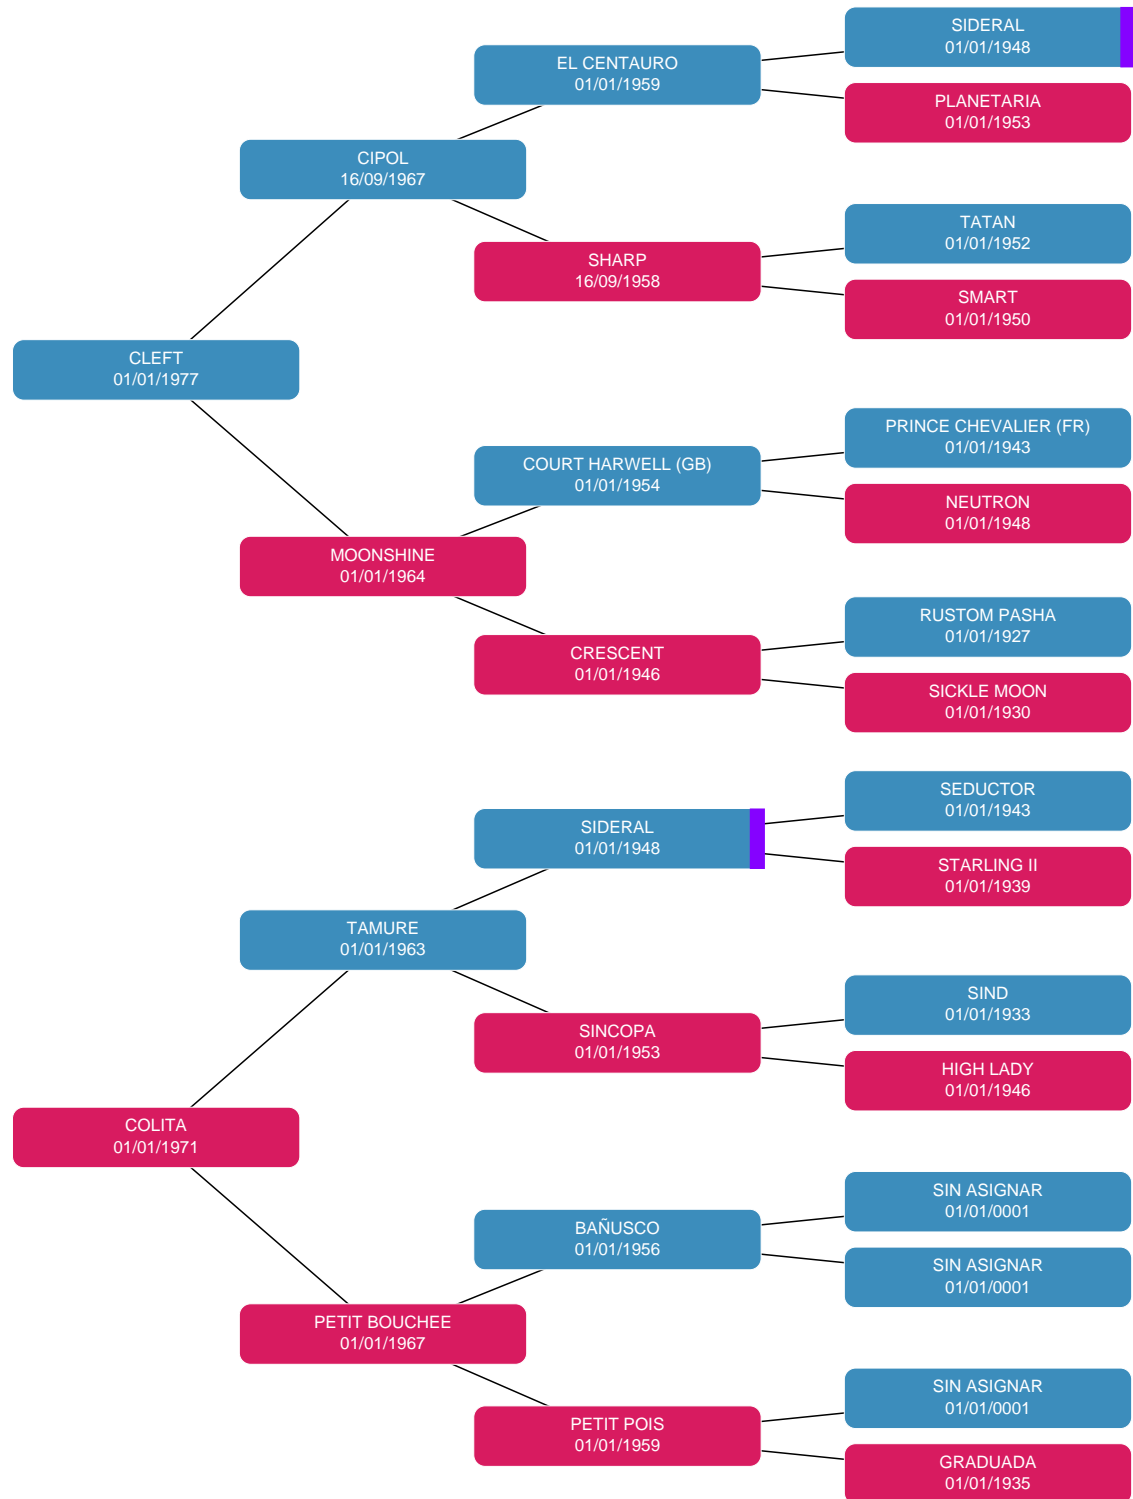 SIDERAL
01/01/1948
EL CENTAURO
01/01/1959
PLANETARIA
01/01/1953
CIPOL
16/09/1967
TATAN
01/01/1952
SHARP
16/09/1958
SMART
01/01/1950
CLEFT
01/01/1977
PRINCE CHEVALIER (FR)
01/01/1943
COURT HARWELL (GB)
01/01/1954
NEUTRON
01/01/1948
MOONSHINE
01/01/1964
RUSTOM PASHA
01/01/1927
CRESCENT
01/01/1946
SICKLE MOON
01/01/1930
SEDUCTOR
01/01/1943
SIDERAL
01/01/1948
STARLING II
01/01/1939
TAMURE
01/01/1963
SIND
01/01/1933
SINCOPA
01/01/1953
HIGH LADY
01/01/1946
COLITA
01/01/1971
SIN ASIGNAR
01/01/0001
BAÑUSCO
01/01/1956
SIN ASIGNAR
01/01/0001
PETIT BOUCHEE
01/01/1967
SIN ASIGNAR
01/01/0001
PETIT POIS
01/01/1959
GRADUADA
01/01/1935